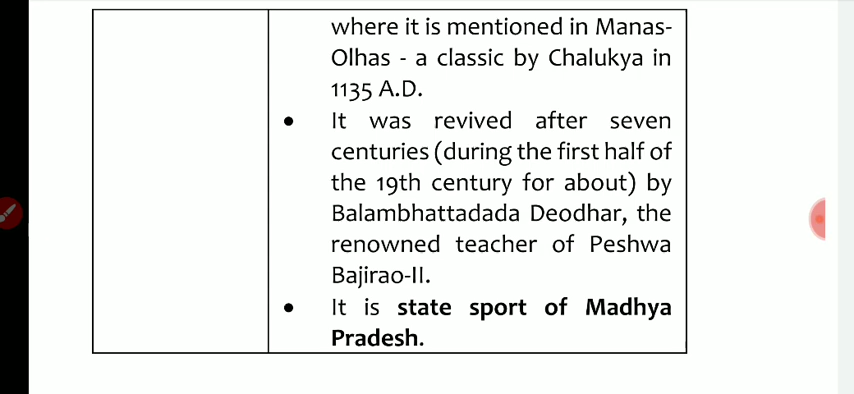 where it is mentioned in Manas-
Olhas - a classic by Chalukya in
1135 A.D.
• It was revived after seven
centuries (during the first half of
the 19th century for about) by
Balambhattadada Deodhar, the
renowned teacher of Peshwa
Bajirao-II.
• It is state sport of Madhya
Pradesh.